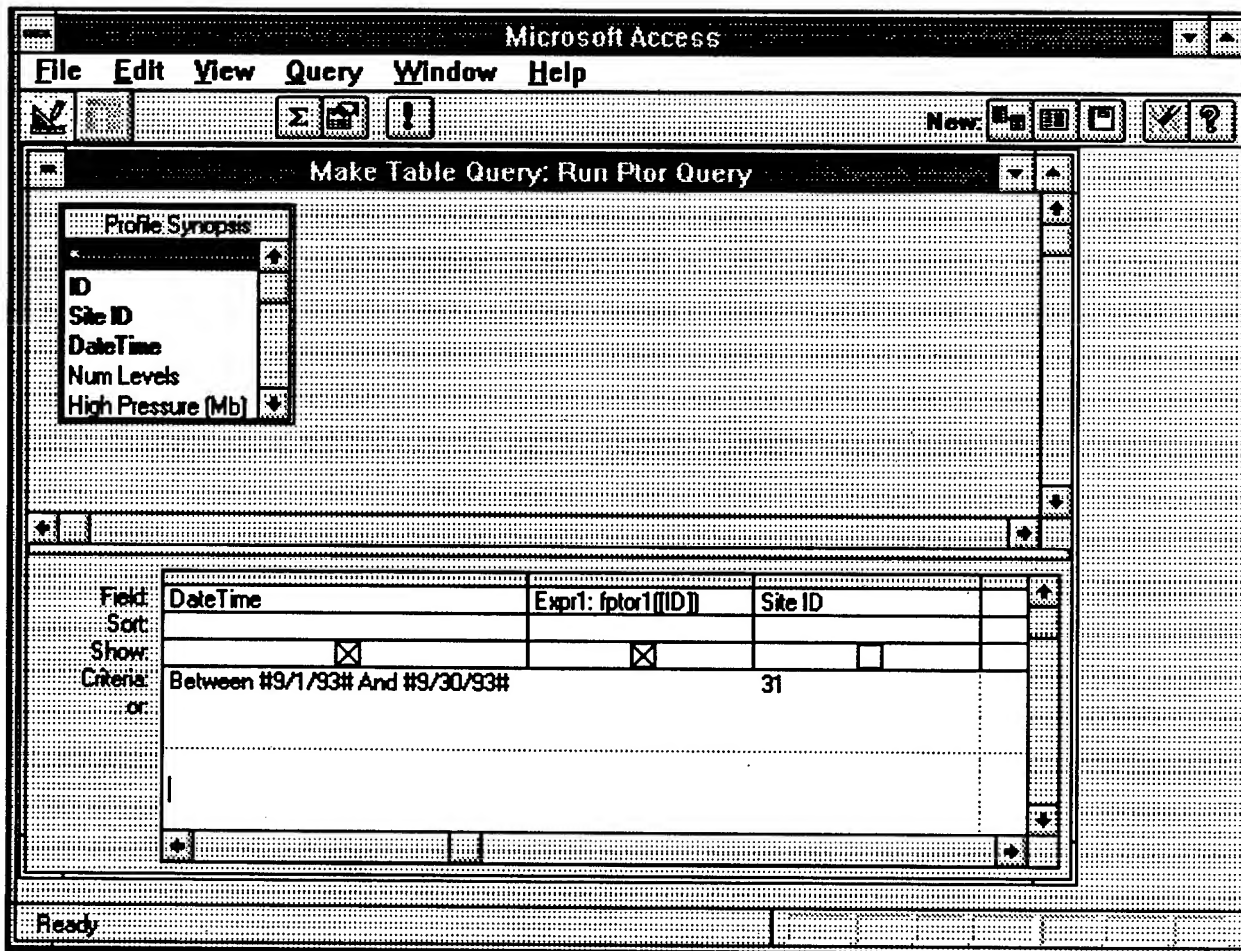 Microsoft Access
File Edit View Query Window Help
Σ ! New: ?
Make Table Query: Run Ptor Query
Profile Synopsis
*
ID
Site ID
DateTime
Num Levels
High Pressure (Mb)
Field: DateTime Expr1: fptor1([ID]) Site ID
Sort:
Show:
Criteria: Between #9/1/93# And #9/30/93# 31
or:
Ready